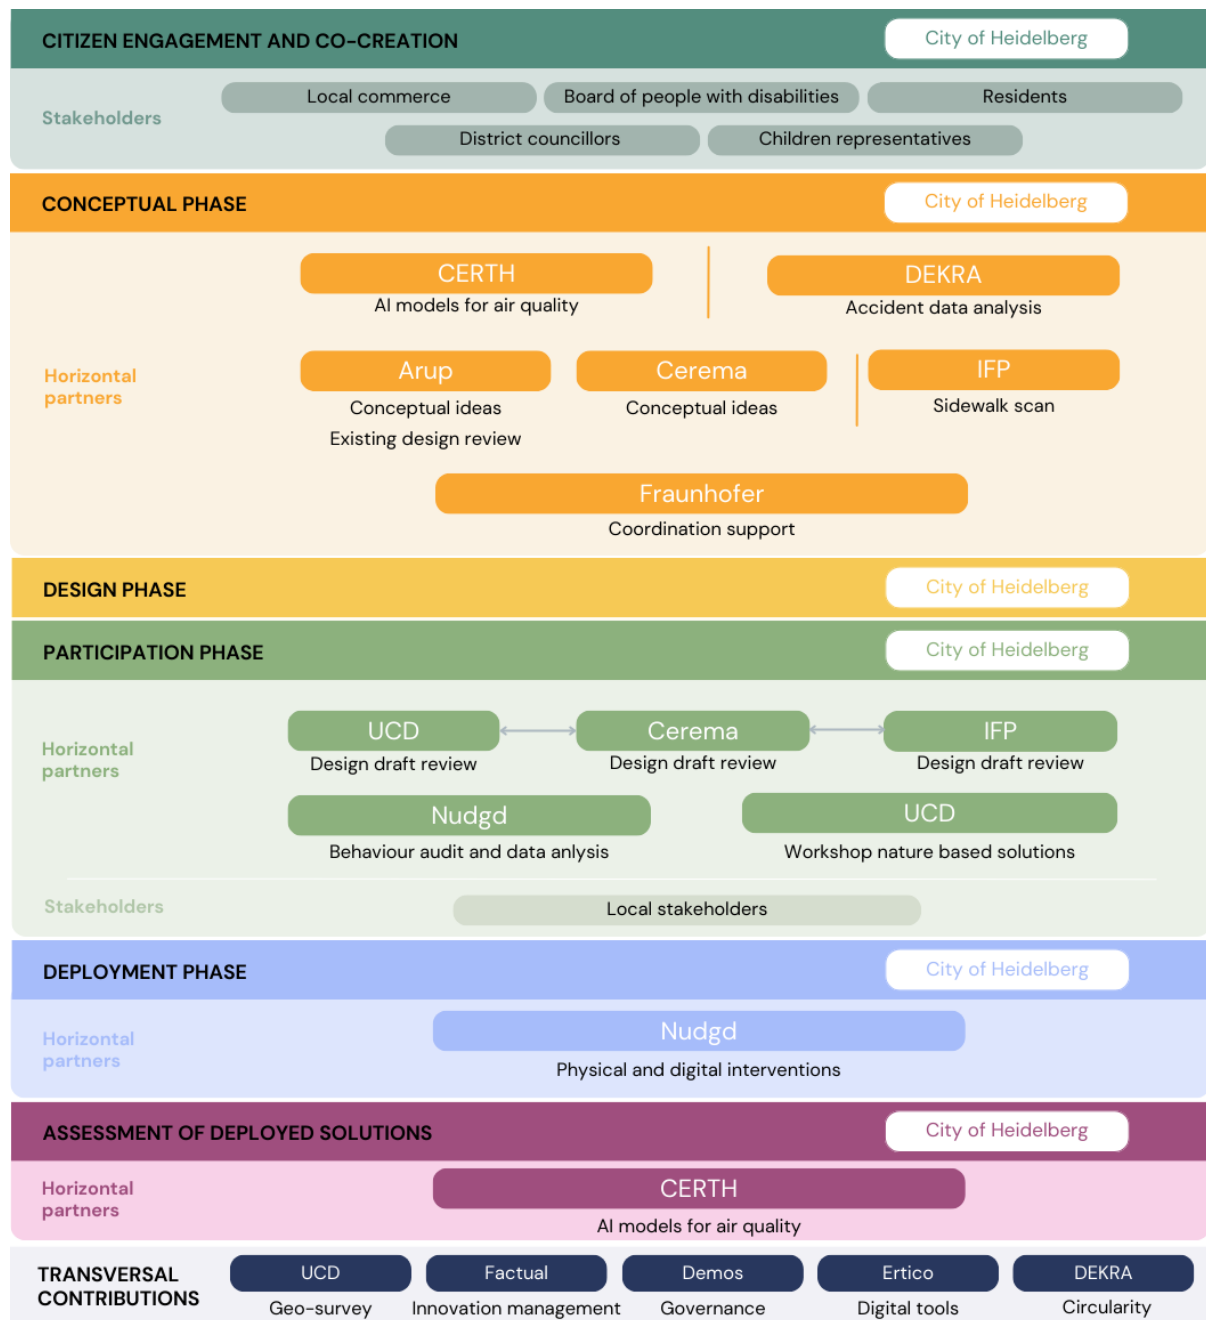 CITIZEN ENGAGEMENT AND CO-CREATION
City of Heidelberg
Stakeholders
Local commerce
Board of people with disabilities
Residents
District councillors
Children representatives
CONCEPTUAL PHASE
City of Heidelberg
Horizontal
partners
CERTH
AI models for air quality
DEKRA
Accident data analysis
Arup
Conceptual ideas
Existing design review
Cerema
Conceptual ideas
IFP
Sidewalk scan
Fraunhofer
Coordination support
DESIGN PHASE
City of Heidelberg
PARTICIPATION PHASE
City of Heidelberg
Horizontal
partners
UCD
Design draft review
Cerema
Design draft review
IFP
Design draft review
Nudgd
Behaviour audit and data anlysis
UCD
Workshop nature based solutions
Stakeholders
Local stakeholders
DEPLOYMENT PHASE
City of Heidelberg
Horizontal
partners
Nudgd
Physical and digital interventions
ASSESSMENT OF DEPLOYED SOLUTIONS
City of Heidelberg
Horizontal
partners
CERTH
AI models for air quality
TRANSVERSAL
CONTRIBUTIONS
UCD
Geo-survey
Factual
Innovation management
Demos
Governance
Ertico
Digital tools
DEKRA
Circularity